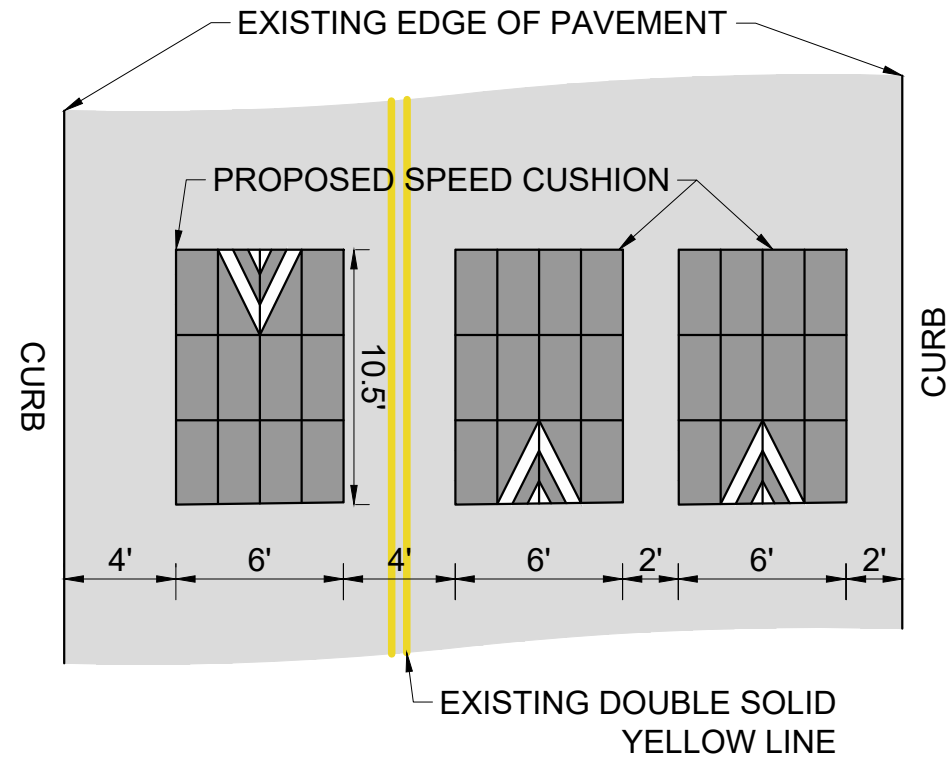 EXISTING EDGE OF PAVEMENT
PROPOSED SPEED CUSHION
CURB
CURB
10.5'
4'
6'
4'
6'
2'
6'
2'
EXISTING DOUBLE SOLID
YELLOW LINE